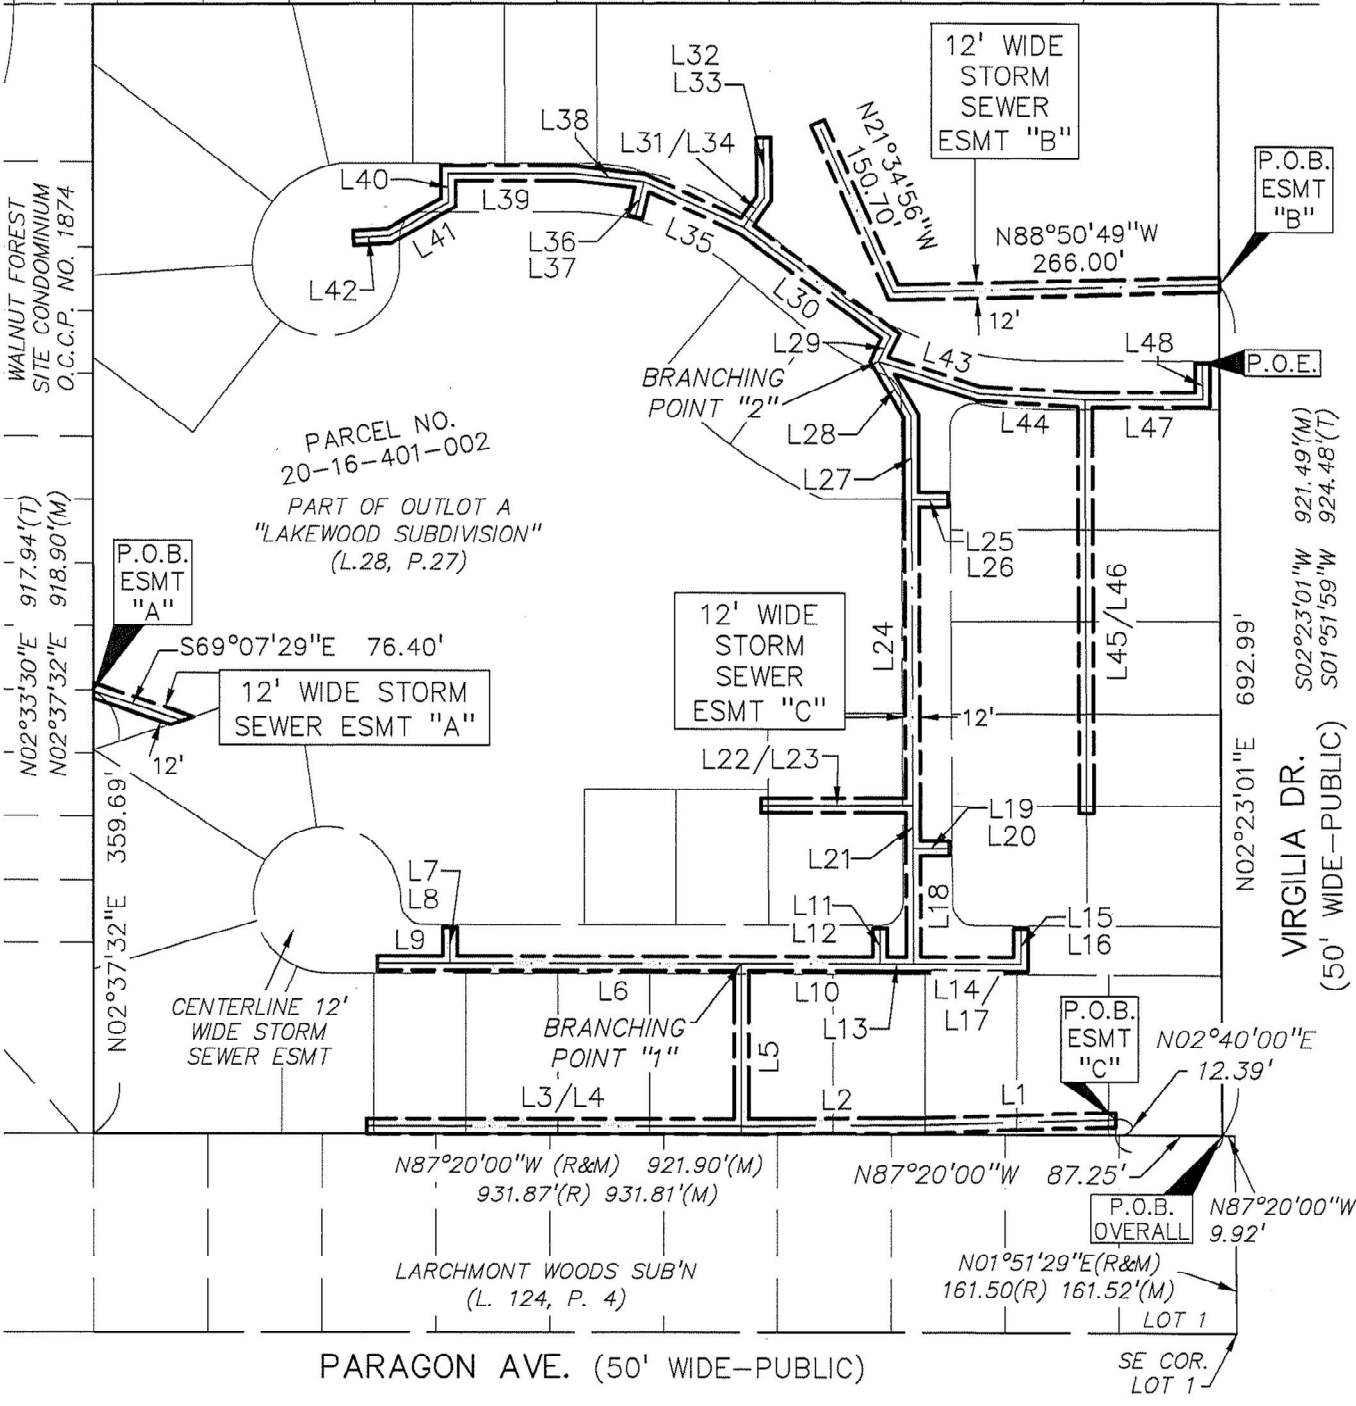 12' WIDE
STORM
SEWER
ESMT "B"
L32
L33
L38
L31/L34
N21°34'56"W
150.70'
P.O.B.
ESMT
"B"
L40
L39
L41
L42
L36
L37
L35
N88°50'49"W
266.00'
12'
L30
L29
L43
L48
P.O.E.
WALNUT FOREST
SITE CONDOMINIUM
O.C.C.P. NO. 1874
BRANCHING
POINT "2"
L28
L44
L47
PARCEL NO.
20-16-401-002
L27
PART OF OUTLOT A
"LAKEWOOD SUBDIVISION"
(L.28, P.27)
L25
L26
P.O.B.
ESMT
"A"
12' WIDE
STORM
SEWER
ESMT "C"
L24
L45/L46
N02°33'30"E 917.94'(T)
N02°37'32"E 918.90'(M)
S02°23'01"W 921.49'(M)
S01°51'59"W 924.48'(T)
S69°07'29"E 76.40'
12' WIDE STORM
SEWER ESMT "A"
12'
12'
L22/L23
N02°23'01"E 692.99'
VIRGILIA DR.
(50' WIDE-PUBLIC)
L19
L20
L21
L18
N02°37'32"E 359.69'
L7
L8
L9
L11
L12
L15
L16
L6
L10
L13
L14
L17
CENTERLINE 12'
WIDE STORM
SEWER ESMT
BRANCHING
POINT "1"
L5
P.O.B.
ESMT
"C"
N02°40'00"E
12.39'
L3/L4
L2
L1
N87°20'00"W (R&M) 921.90'(M)
931.87'(R) 931.81'(M)
N87°20'00"W 87.25'
P.O.B.
OVERALL
N87°20'00"W
9.92'
LARCHMONT WOODS SUB'N
(L. 124, P. 4)
N01°51'29"E(R&M)
161.50(R) 161.52'(M)
LOT 1
PARAGON AVE. (50' WIDE-PUBLIC)
SE COR.
LOT 1